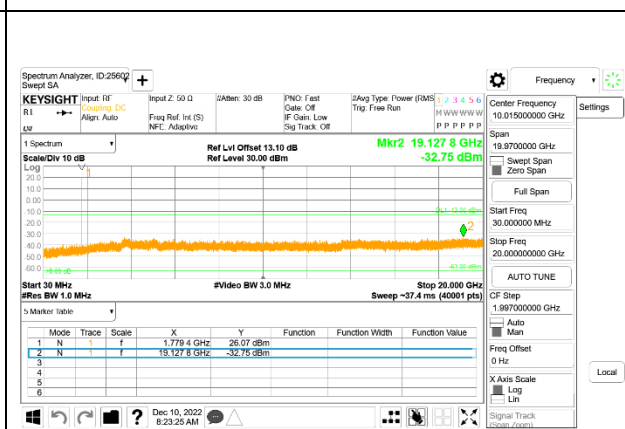 Spectrum Analyzer, ID:25602
Swept SA
Frequency
Settings
KEYSIGHT
Input: RF
Coupling: DC
Align: Auto
Input Z: 50 Ω
Freq Ref: Int (S)
NFE: Adaptive
#Atten: 30 dB
PNO: Fast
Gate: Off
IF Gain: Low
Sig Track: Off
#Avg Type: Power (RMS)
Trig: Free Run
1 2 3 4 5 6
M W W W W W
P P P P P P
1 Spectrum
Scale/Div 10 dB
Log
Ref Lvl Offset 13.10 dB
Ref Level 30.00 dBm
Mkr2 19.127 8 GHz
-32.75 dBm
20.0
10.0
0.00
-10.0
-20.0
-30.0
-40.0
-50.0
-60.0
1
2
Start 30 MHz
#Res BW 1.0 MHz
#Video BW 3.0 MHz
Stop 20.000 GHz
Sweep ~37.4 ms (40001 pts)
5 Marker Table
Mode Trace Scale X Y Function Function Width Function Value
1 N 1 f 1.779 4 GHz 26.07 dBm
2 N 1 f 19.127 8 GHz -32.75 dBm
3
4
5
6
Dec 10, 2022
8:23:25 AM
Center Frequency
10.015000000 GHz
Span
19.9700000 GHz
Swept Span
Zero Span
Full Span
Start Freq
30.000000 MHz
Stop Freq
20.000000000 GHz
AUTO TUNE
CF Step
1.997000000 GHz
Auto
Man
Freq Offset
0 Hz
X Axis Scale
Log
Lin
Signal Track
(Span Zoom)
Local